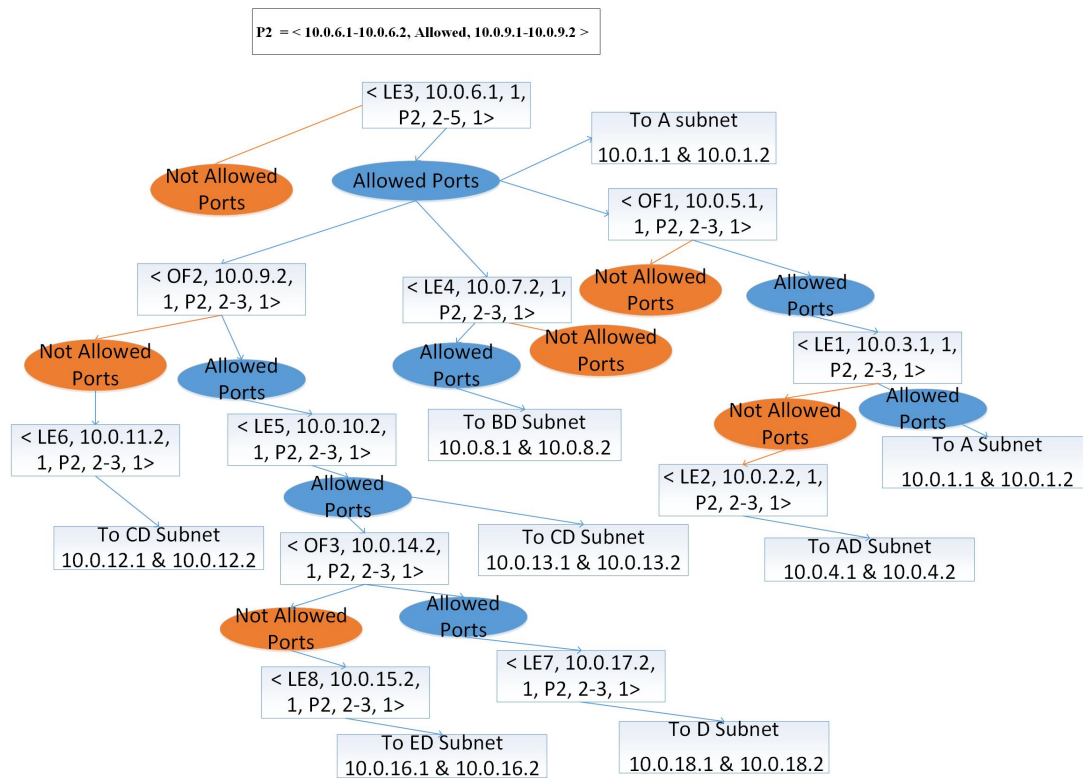 P2 = < 10.0.6.1-10.0.6.2, Allowed, 10.0.9.1-10.0.9.2 >
< LE3, 10.0.6.1, 1,
P2, 2-5, 1>
To A subnet
10.0.1.1 & 10.0.1.2
Not Allowed
Ports
Allowed Ports
< OF1, 10.0.5.1,
1, P2, 2-3, 1>
< OF2, 10.0.9.2,
1, P2, 2-3, 1>
< LE4, 10.0.7.2, 1,
P2, 2-3, 1>
Not Allowed
Ports
Allowed
Ports
Not Allowed
Ports
Allowed
Ports
Allowed
Ports
Not Allowed
Ports
< LE1, 10.0.3.1, 1,
P2, 2-3, 1>
Not Allowed
Ports
Allowed
Ports
< LE6, 10.0.11.2,
1, P2, 2-3, 1>
< LE5, 10.0.10.2,
1, P2, 2-3, 1>
To BD Subnet
10.0.8.1 & 10.0.8.2
To A Subnet
10.0.1.1 & 10.0.1.2
< LE2, 10.0.2.2, 1,
P2, 2-3, 1>
Allowed
Ports
To CD Subnet
10.0.12.1 & 10.0.12.2
< OF3, 10.0.14.2,
1, P2, 2-3, 1>
To CD Subnet
10.0.13.1 & 10.0.13.2
To AD Subnet
10.0.4.1 & 10.0.4.2
Not Allowed
Ports
Allowed
Ports
< LE8, 10.0.15.2,
1, P2, 2-3, 1>
< LE7, 10.0.17.2,
1, P2, 2-3, 1>
To ED Subnet
10.0.16.1 & 10.0.16.2
To D Subnet
10.0.18.1 & 10.0.18.2